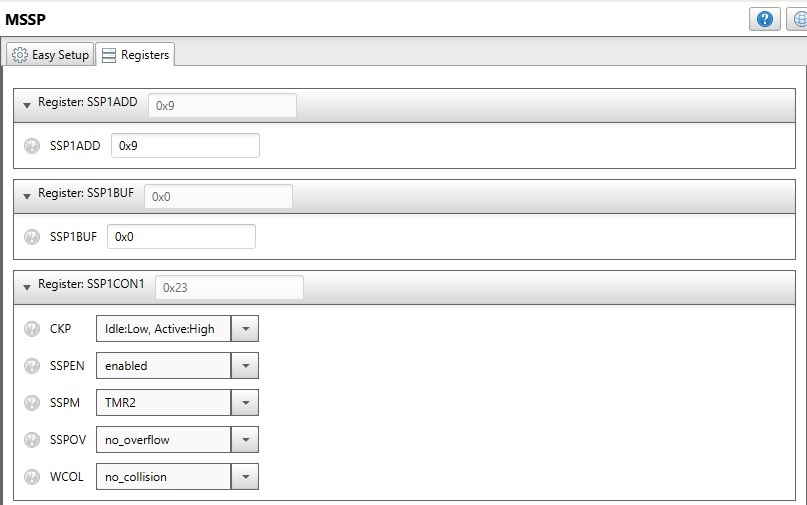 MSSP
Easy Setup Registers
Register: SSP1ADD 0x9
SSP1ADD 0x9
Register: SSP1BUF 0x0
SSP1BUF 0x0
Register: SSP1CON1 0x23
CKP Idle:Low, Active:High
SSPEN enabled
SSPM TMR2
SSPOV no_overflow
WCOL no_collision